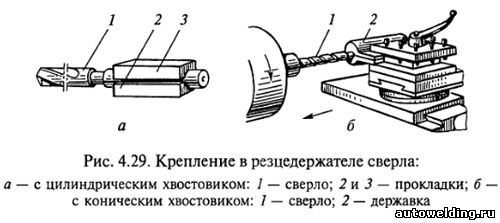 1
2
3
1
2
а
б
Рис. 4.29. Крепление в резцедержателе сверла:
а — с цилиндрическим хвостовиком: 1 — сверло; 2 и 3 — прокладки; б —
с коническим хвостовиком: 1 — сверло; 2 — державка
autowelding.ru